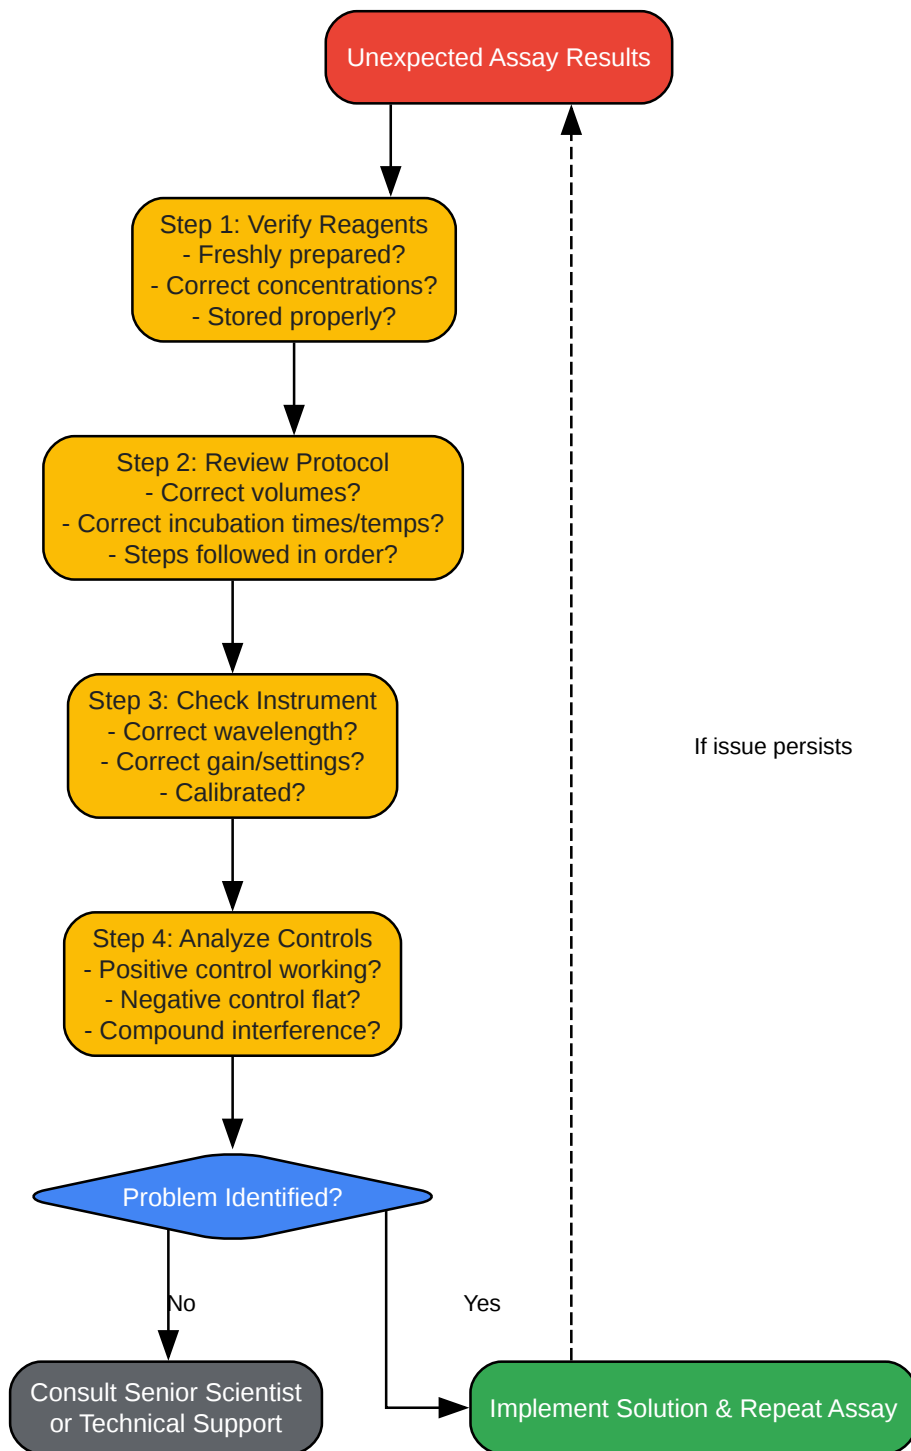 Unexpected Assay Results
Step 1: Verify Reagents
- Freshly prepared?
- Correct concentrations?
- Stored properly?
Step 2: Review Protocol
- Correct volumes?
- Correct incubation times/temps?
- Steps followed in order?
Step 3: Check Instrument
- Correct wavelength?
- Correct gain/settings?
- Calibrated?
If issue persists
Step 4: Analyze Controls
- Positive control working?
- Negative control flat?
- Compound interference?
Problem Identified?
No
Yes
Consult Senior Scientist
or Technical Support
Implement Solution & Repeat Assay